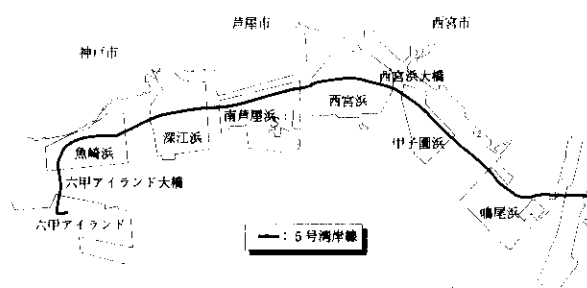 芦屋市
西宮市
神戸市
西宮浜大橋
西宮浜
南芦屋浜
深江浜
甲子園浜
魚崎浜
六甲アイランド大橋
鳴尾浜
六甲アイランド
━：５号湾岸線